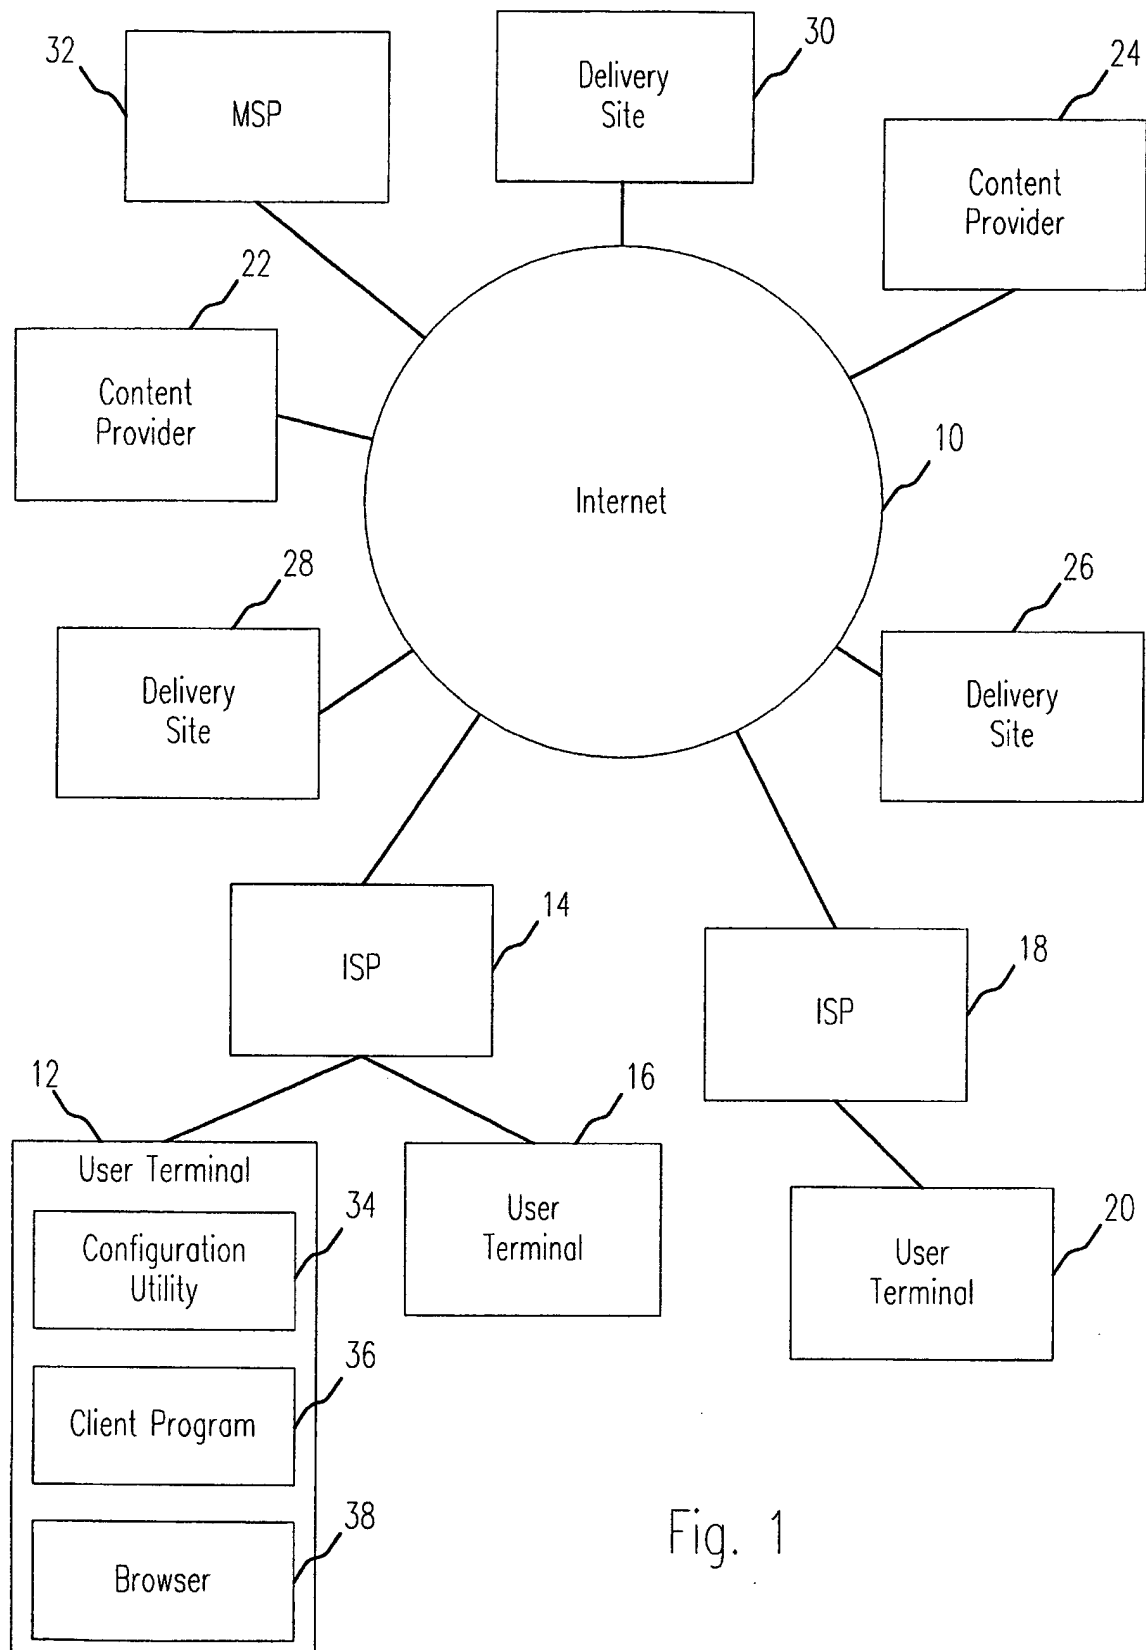 30
32
24
Delivery
Site
MSP
Content
Provider
22
Content
Provider
10
Internet
28
26
Delivery
Site
Delivery
Site
14
18
ISP
ISP
12
16
User Terminal
34
Configuration
Utility
User
Terminal
20
User
Terminal
36
Client Program
38
Browser
Fig. 1